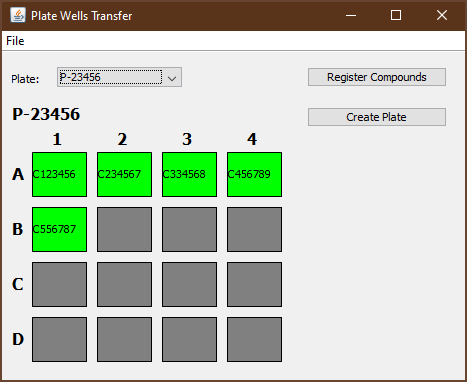 Plate Wells Transfer
File
Plate: P-23456
Register Compounds
P-23456
Create Plate
1 2 3 4
A C123456 C234567 C334568 C456789
B C556787
C
D